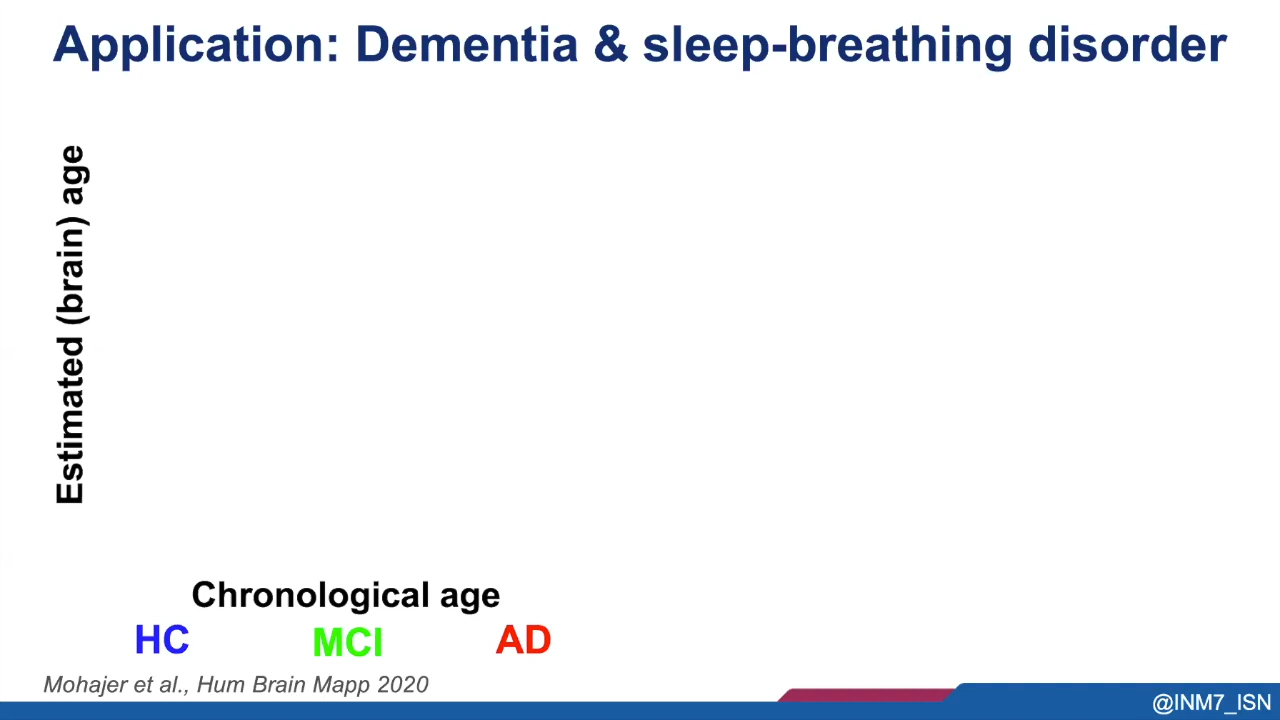 Application: Dementia & sleep-breathing disorder
Estimated (brain) age
Chronological age
HC MCI AD
Mohajer et al., Hum Brain Mapp 2020
@INM7_ISN